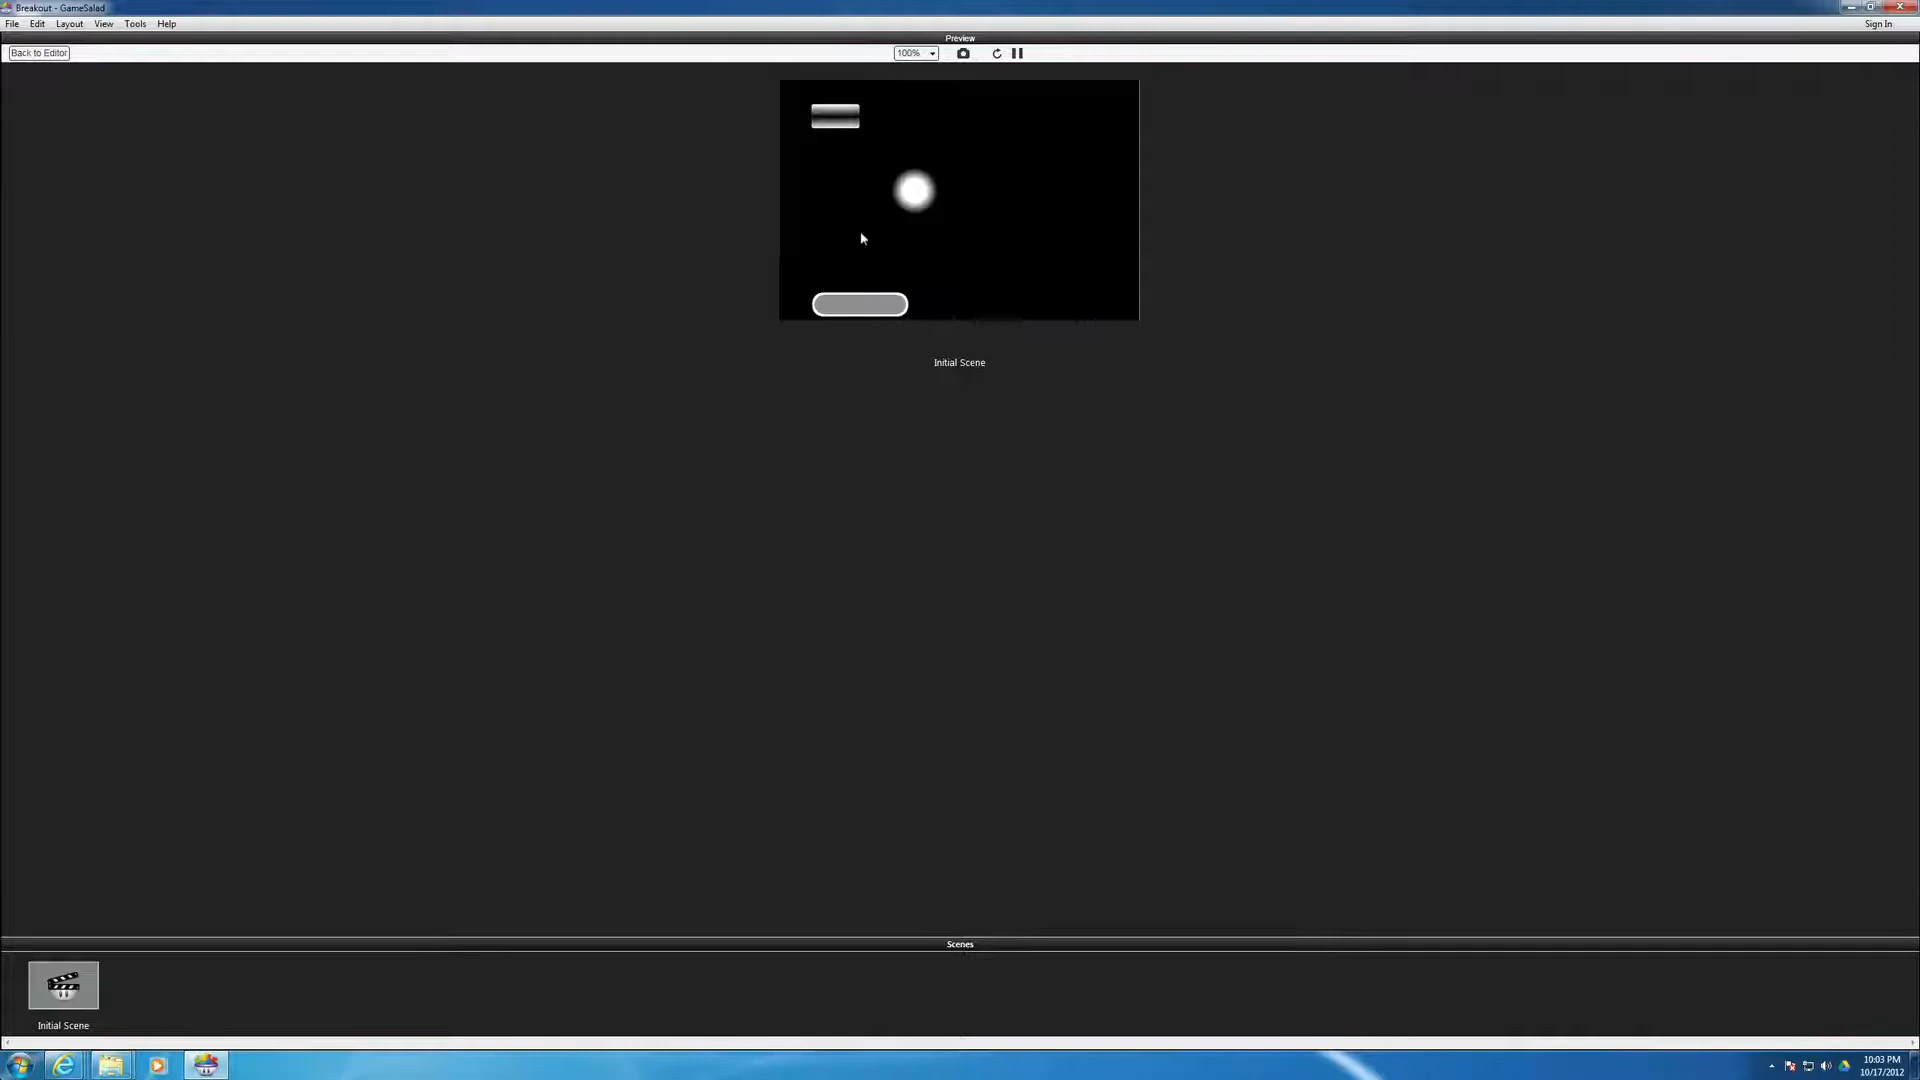 Breakout - GameSalad
File Edit Layout View Tools Help Sign In
Preview
Back to Editor 100%
Initial Scene
Scenes
Initial Scene
10:03 PM
10/17/2012